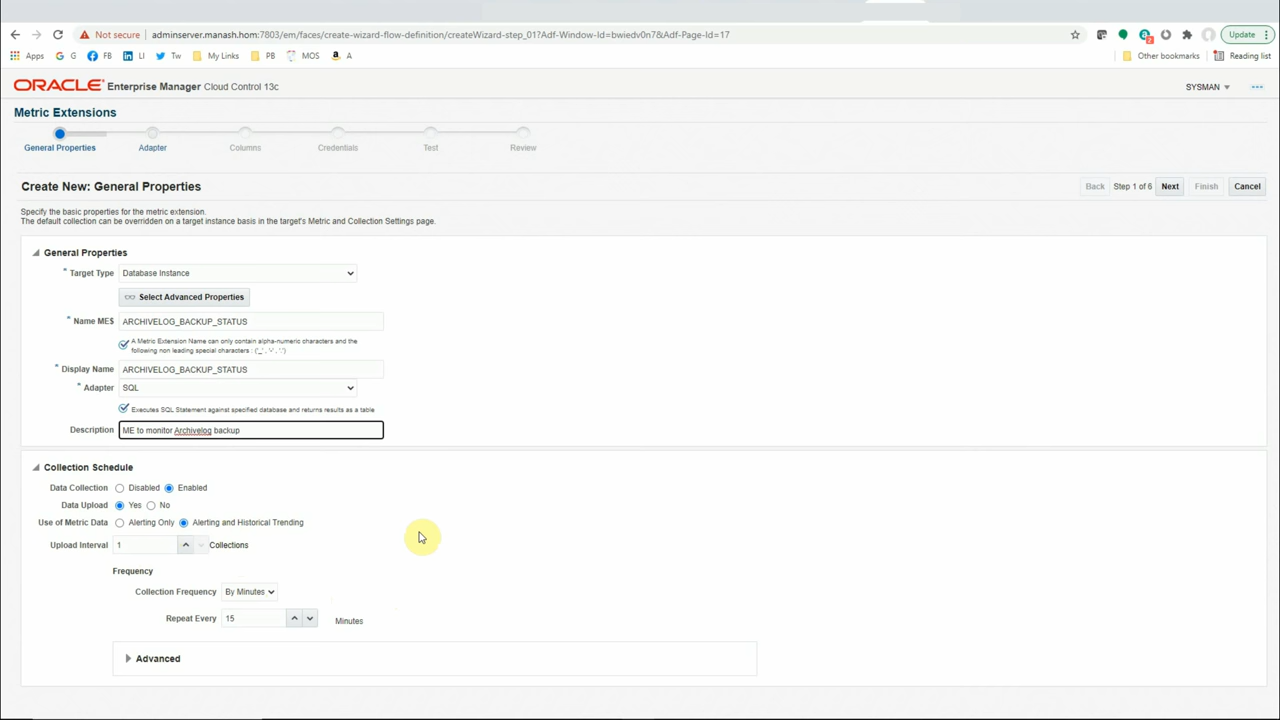 Not secure adminserver.manash.hom:7803/em/faces/create-wizard-flow-definition/createWizard-step_01?Adf-Window-Id=bwiedv0n7&Adf-Page-Id=17 2 Update
Apps G FB LI Tw My Links PB MOS A Other bookmarks Reading list
ORACLE Enterprise Manager Cloud Control 13c SYSMAN
Metric Extensions
General Properties Adapter Columns Credentials Test Review
Create New: General Properties Back Step 1 of 6 Next Finish Cancel
Specify the basic properties for the metric extension.
The default collection can be overridden on a target instance basis in the target's Metric and Collection Settings page.
General Properties
* Target Type Database Instance
Select Advanced Properties
* Name ME$ ARCHIVELOG_BACKUP_STATUS
A Metric Extension Name can only contain alpha-numeric characters and the
following non leading special characters : ('_' , '-' , '.')
* Display Name ARCHIVELOG_BACKUP_STATUS
* Adapter SQL
Executes SQL Statement against specified database and returns results as a table
Description ME to monitor Archivelog backup
Collection Schedule
Data Collection Disabled Enabled
Data Upload Yes No
Use of Metric Data Alerting Only Alerting and Historical Trending
Upload Interval 1 Collections
Frequency
Collection Frequency By Minutes
Repeat Every 15 Minutes
Advanced